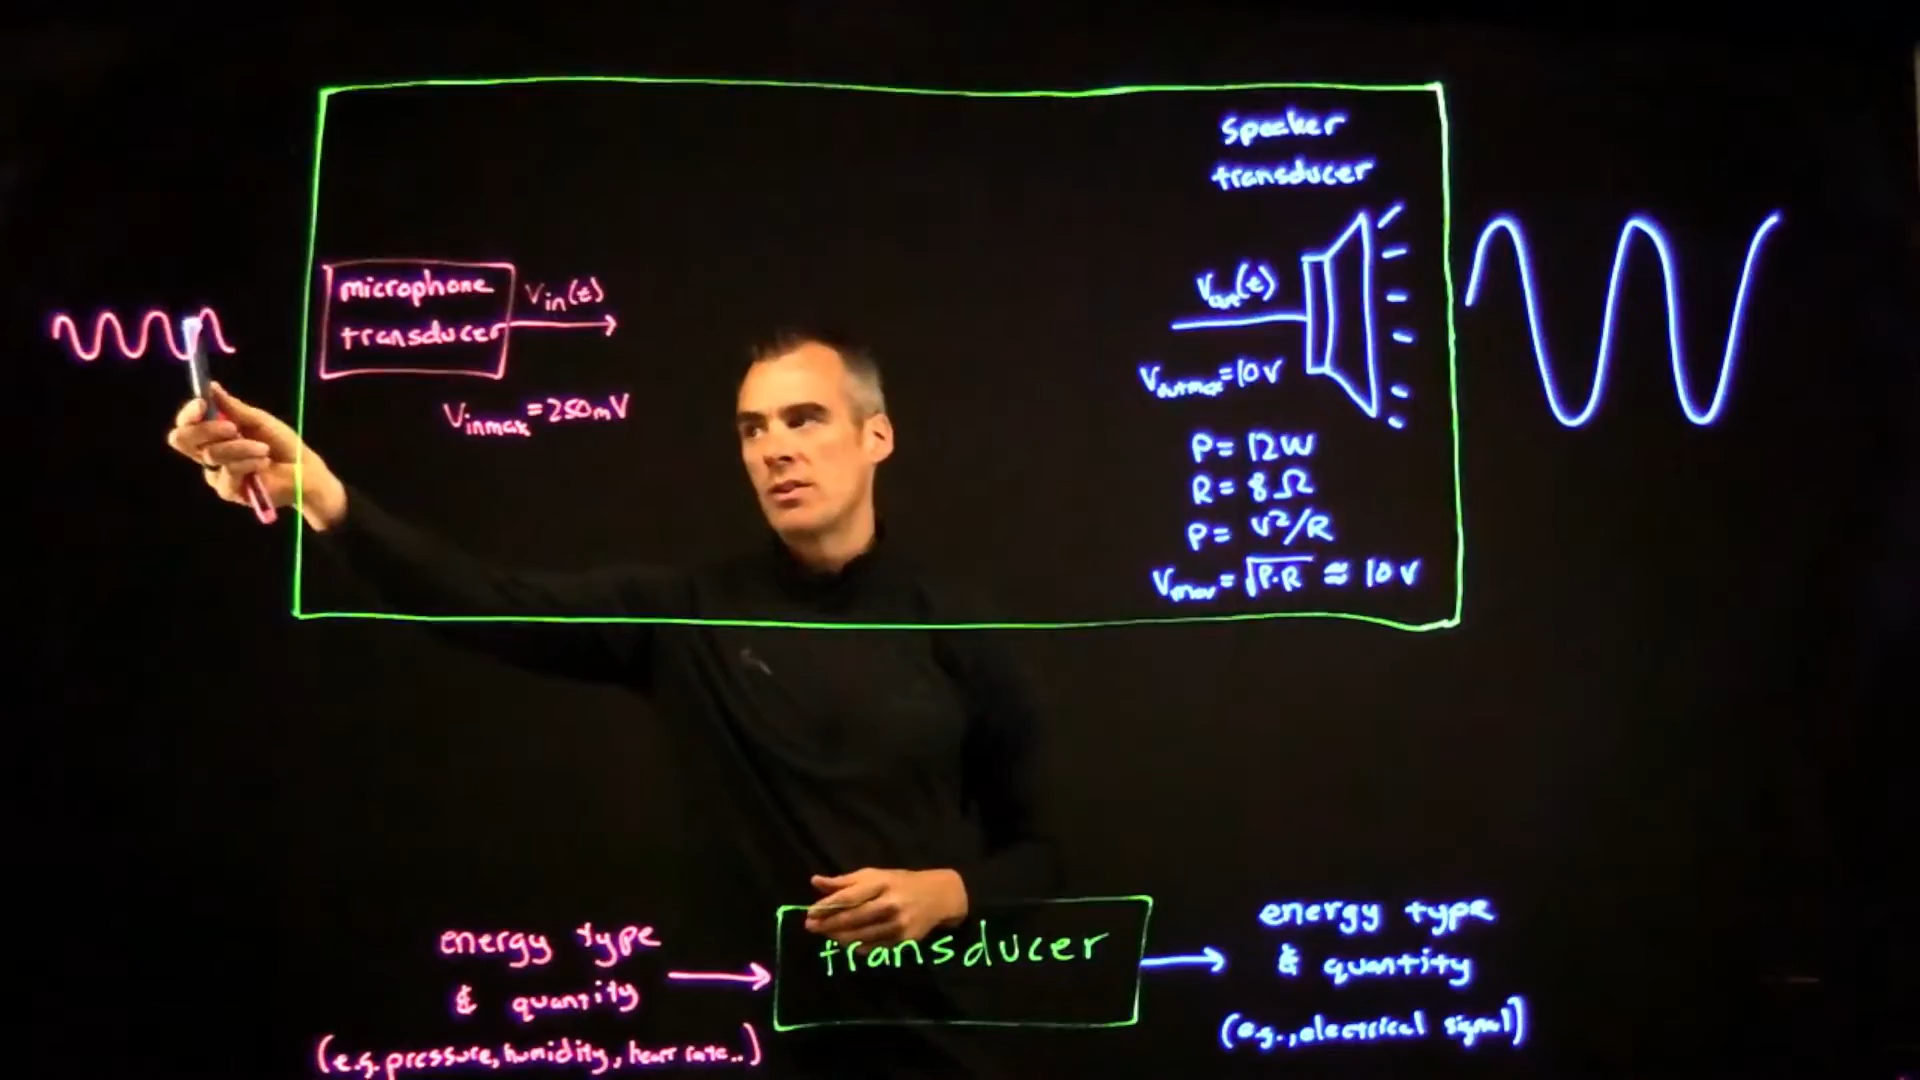 speaker
transducer
microphone
transducer
Vin(t)
Vinmax=250mV
Vout(t)
Voutmax=10V
P= 12W
R= 8Ω
P= V²/R
Vmax=√P·R ≈ 10V
transducer
energy type
& quantity
(e.g. pressure, humidity, heart rate..)
energy type
& quantity
(e.g., electrical signal)